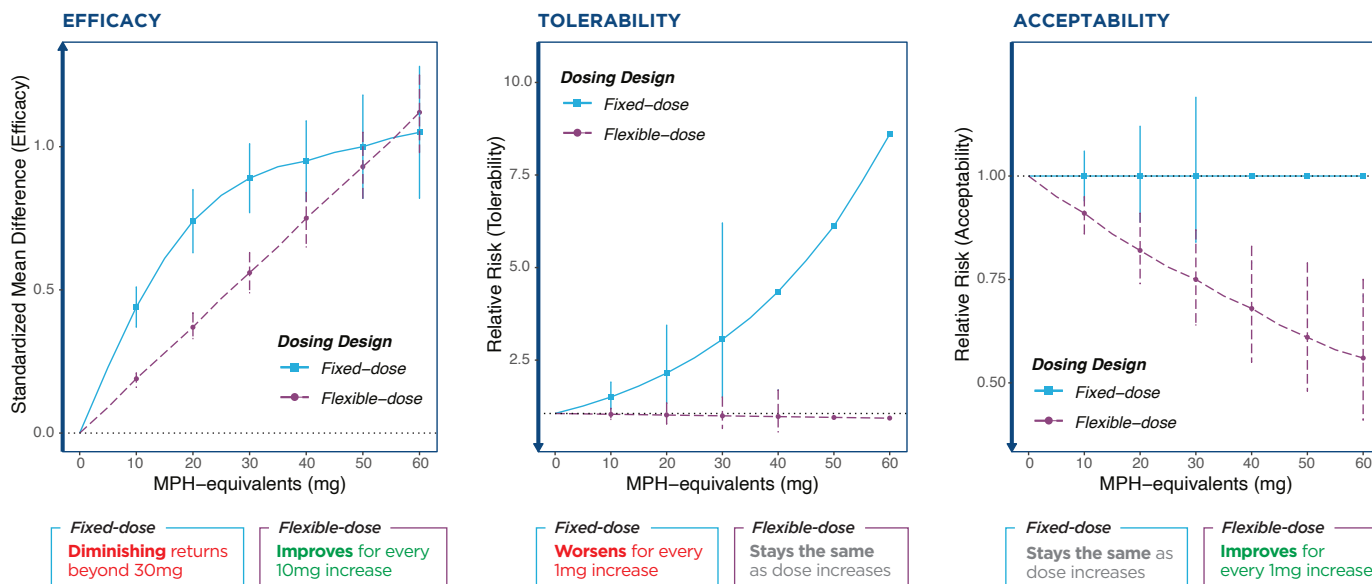 EFFICACY
Standardized Mean Difference (Efficacy)
1.0
0.5
0.0
Dosing Design
Fixed−dose
Flexible−dose
0 10 20 30 40 50 60
MPH−equivalents (mg)
Fixed-dose
Diminishing returns
beyond 30mg
Flexible-dose
Improves for every
10mg increase
TOLERABILITY
Relative Risk (Tolerability)
10.0
7.5
5.0
2.5
Dosing Design
Fixed−dose
Flexible−dose
0 10 20 30 40 50 60
MPH−equivalents (mg)
Fixed-dose
Worsens for every
1mg increase
Flexible-dose
Stays the same
as dose increases
ACCEPTABILITY
Relative Risk (Acceptability)
1.00
0.75
0.50
Dosing Design
Fixed−dose
Flexible−dose
0 10 20 30 40 50 60
MPH−equivalents (mg)
Fixed-dose
Stays the same as
dose increases
Flexible-dose
Improves for
every 1mg increase